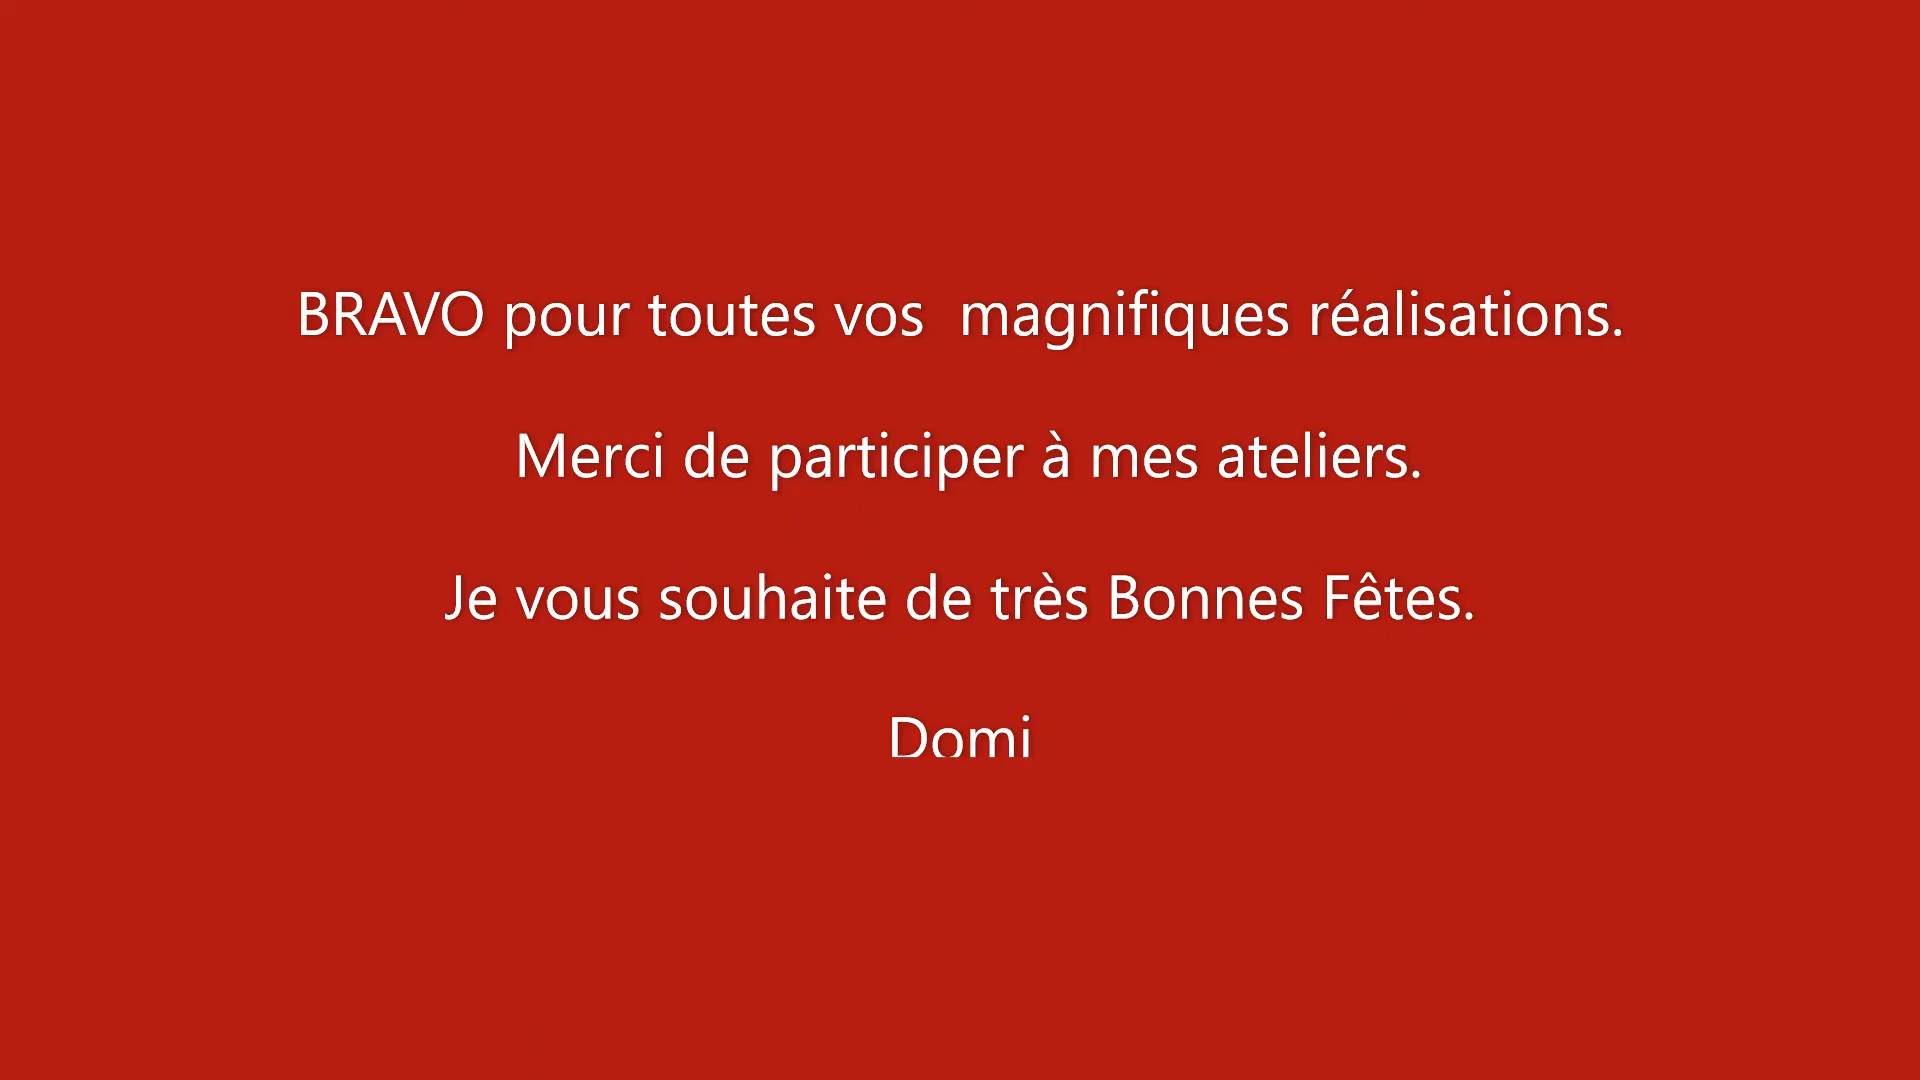 BRAVO pour toutes vos  magnifiques réalisations.
Merci de participer à mes ateliers.
Je vous souhaite de très Bonnes Fêtes.
Domi